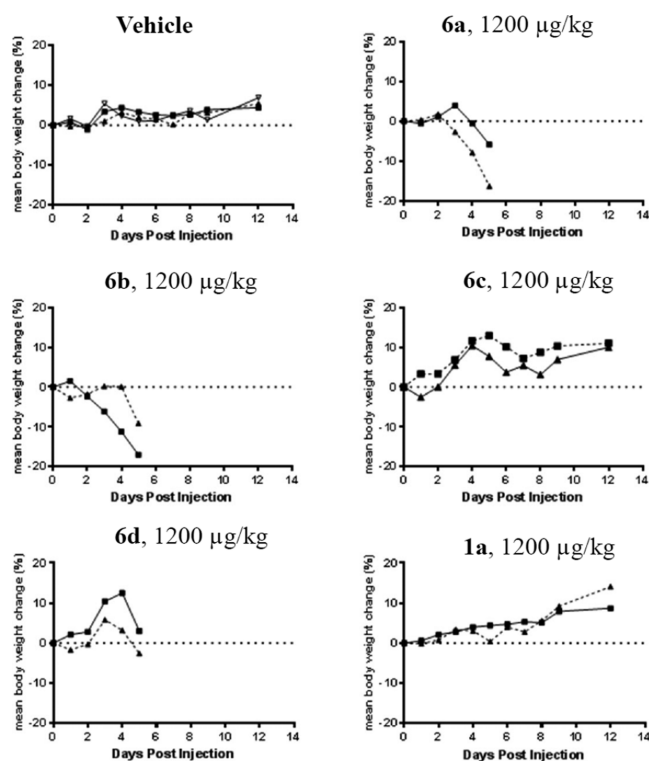 Vehicle
mean body weight change (%)
20
10
0
-10
-20
0 2 4 6 8 10 12 14
Days Post Injection
6a, 1200 µg/kg
mean body weight change (%)
20
10
0
-10
-20
0 2 4 6 8 10 12 14
Days Post Injection
6b, 1200 µg/kg
mean body weight change (%)
20
10
0
-10
-20
0 2 4 6 8 10 12 14
Days Post Injection
6c, 1200 µg/kg
mean body weight change (%)
20
10
0
-10
-20
0 2 4 6 8 10 12 14
Days Post Injection
6d, 1200 µg/kg
mean body weight change (%)
20
10
0
-10
-20
0 2 4 6 8 10 12 14
Days Post Injection
1a, 1200 µg/kg
mean body weight change (%)
20
10
0
-10
-20
0 2 4 6 8 10 12 14
Days Post Injection